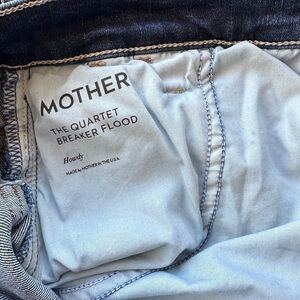 MOTHER
THE QUARTET
BREAKER FLOOD
Howdy
MADE by MOTHER IN THE U.S.A.